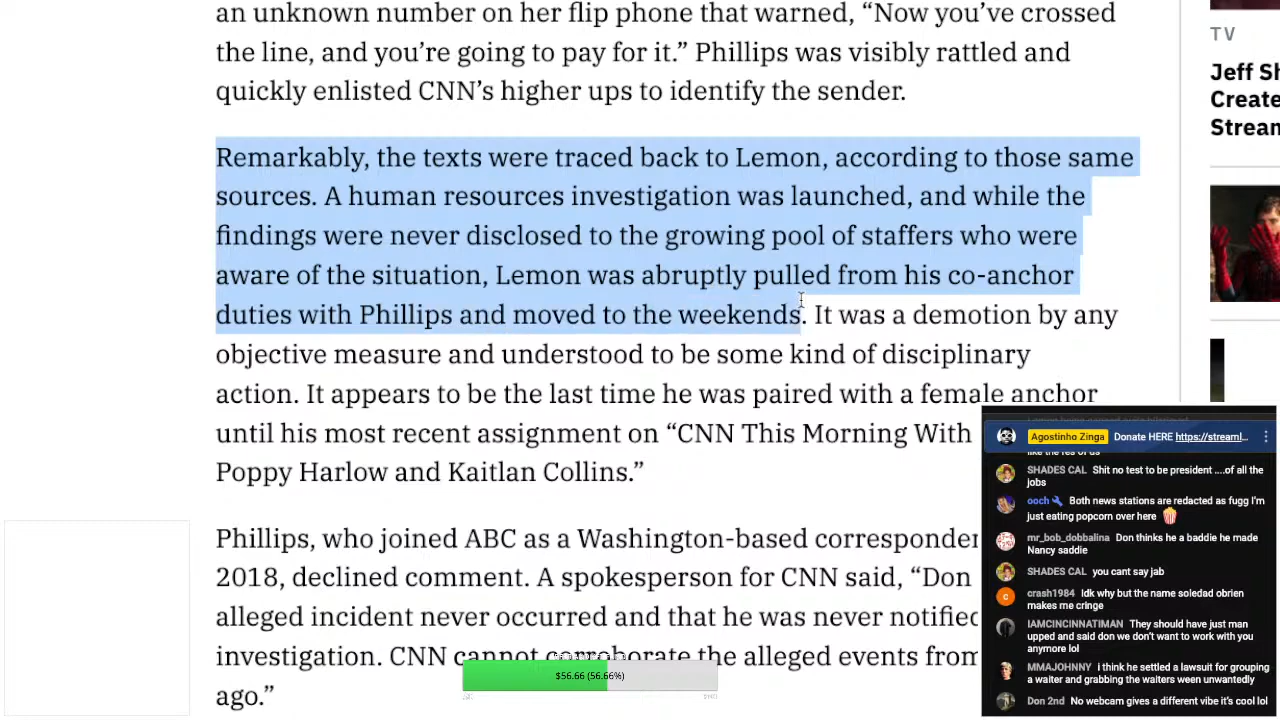 an unknown number on her flip phone that warned, “Now you’ve crossed
the line, and you’re going to pay for it.” Phillips was visibly rattled and
quickly enlisted CNN’s higher ups to identify the sender.
Remarkably, the texts were traced back to Lemon, according to those same
sources. A human resources investigation was launched, and while the
findings were never disclosed to the growing pool of staffers who were
aware of the situation, Lemon was abruptly pulled from his co-anchor
duties with Phillips and moved to the weekends. It was a demotion by any
objective measure and understood to be some kind of disciplinary
action. It appears to be the last time he was paired with a female anchor
until his most recent assignment on “CNN This Morning With
Poppy Harlow and Kaitlan Collins.”
Phillips, who joined ABC as a Washington-based
2018, declined comment. A spokesperson for CNN said, “Don
alleged incident never occurred and that he was never
investigation. CNN cannot corroborate the alleged events from
ago.”
$56.66 (56.66%)
TV
Jeff
Create
Agostinho Zinga Donate HERE https://streaml...
like the res of us
SHADES CAL Shit no test to be president ....of all the
jobs
ooch Both news stations are redacted as fugg I’m
just eating popcorn over here
mr_bob_dobbalina Don thinks he a baddie he made
Nancy saddie
SHADES CAL you cant say jab
crash1984 Idk why but the name soledad obrien
makes me cringe
IAMCINCINNATIMAN They should have just man
upped and said don we don’t want to work with you
anymore lol
MMAJOHNNY i think he settled a lawsuit for grouping
a waiter and grabbing the waiters ween unwantedly
Don 2nd No webcam gives a different vibe it’s cool lol